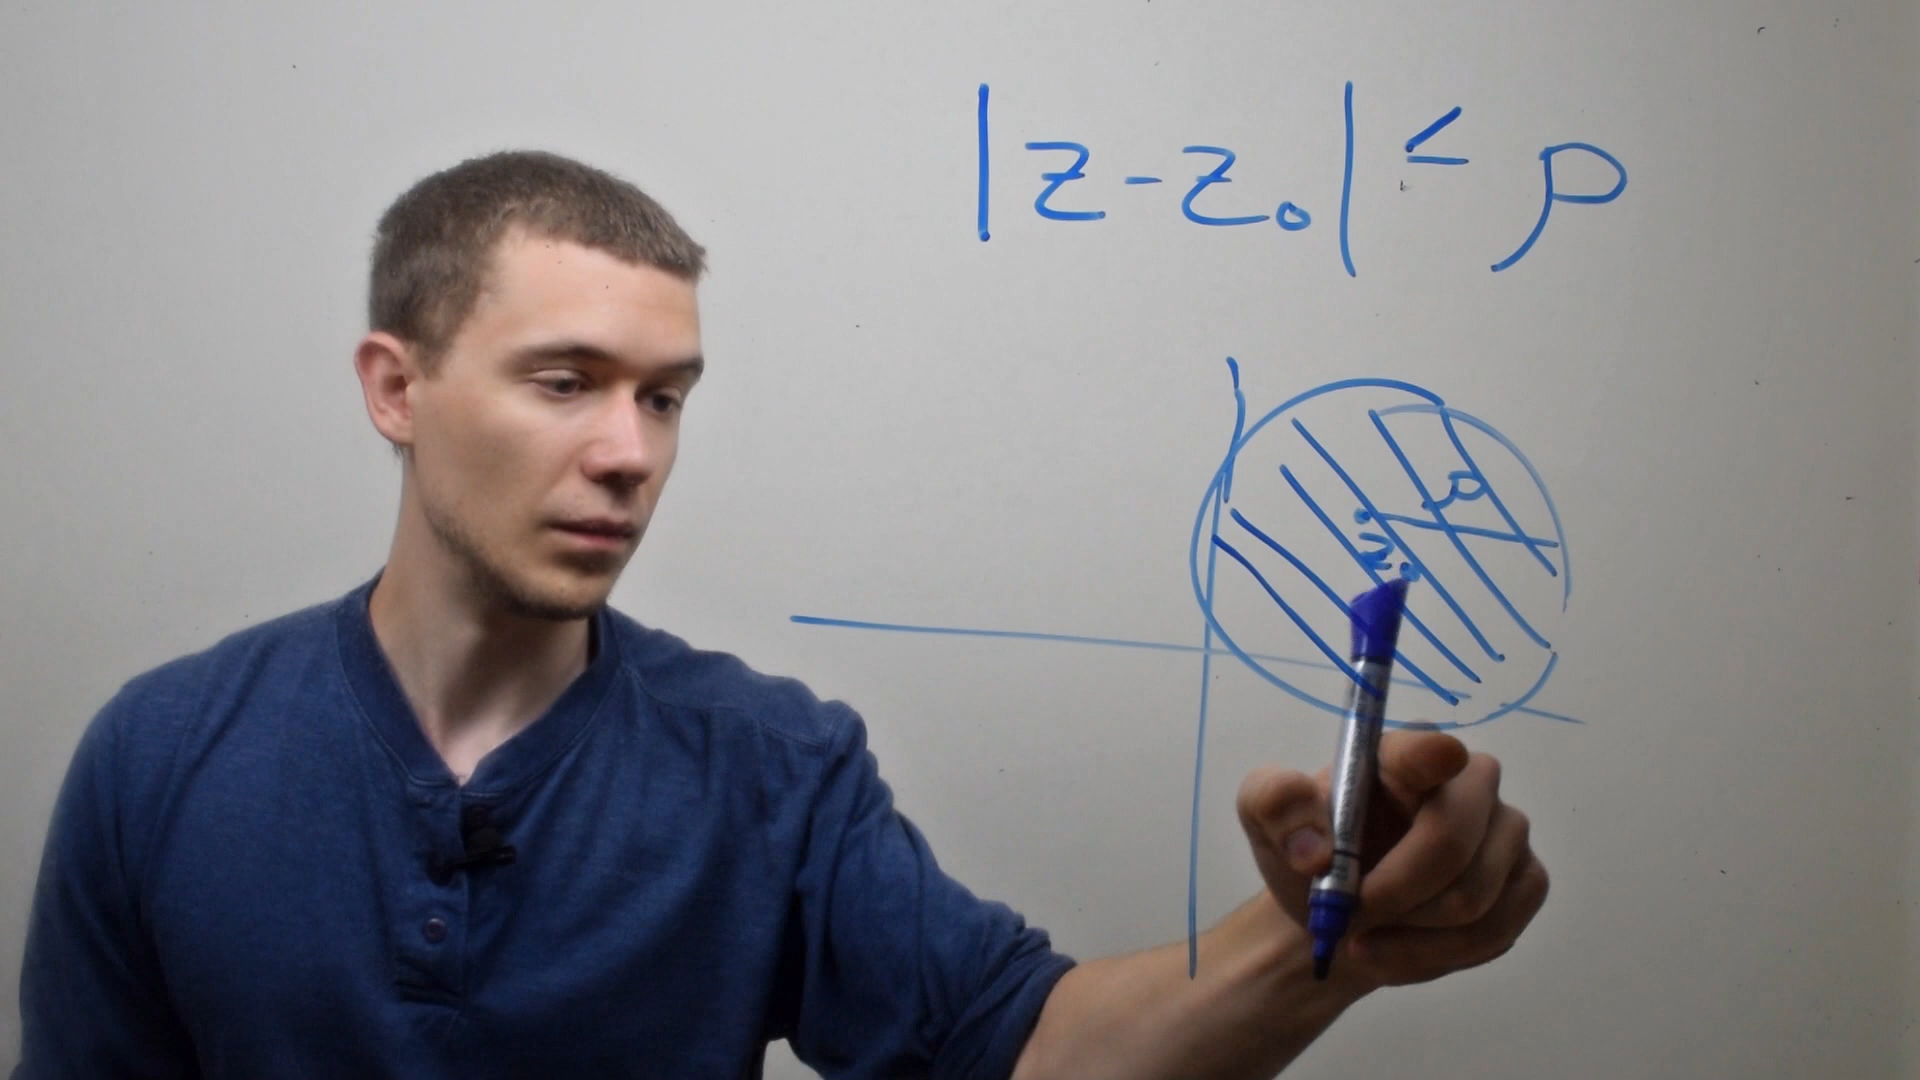 |z-z₀| ≤ ρ
ρ
z₀